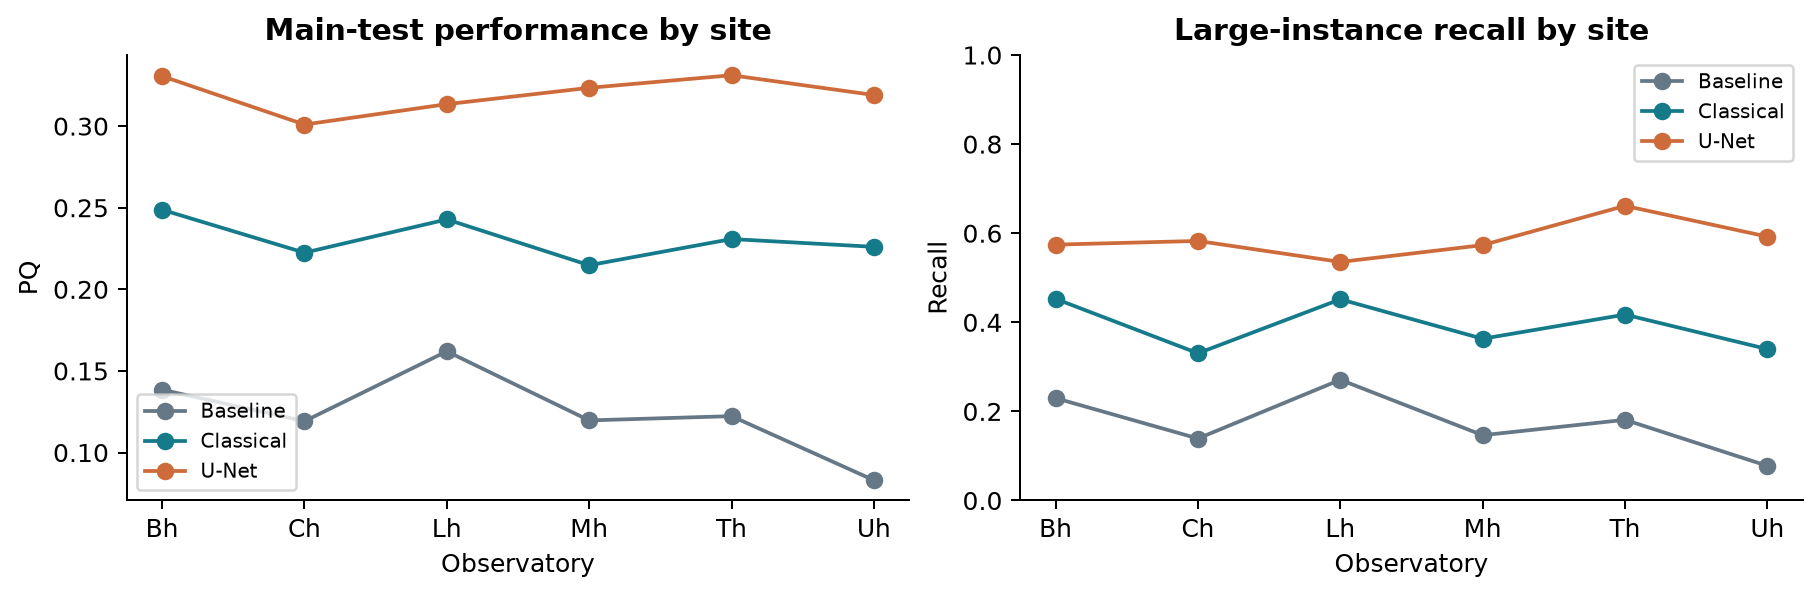 Main-test performance by site
PQ
0.30
0.25
0.20
0.15
0.10
Baseline
Classical
U-Net
Bh Ch Lh Mh Th Uh
Observatory
Large-instance recall by site
Recall
1.0
0.8
0.6
0.4
0.2
0.0
Baseline
Classical
U-Net
Bh Ch Lh Mh Th Uh
Observatory